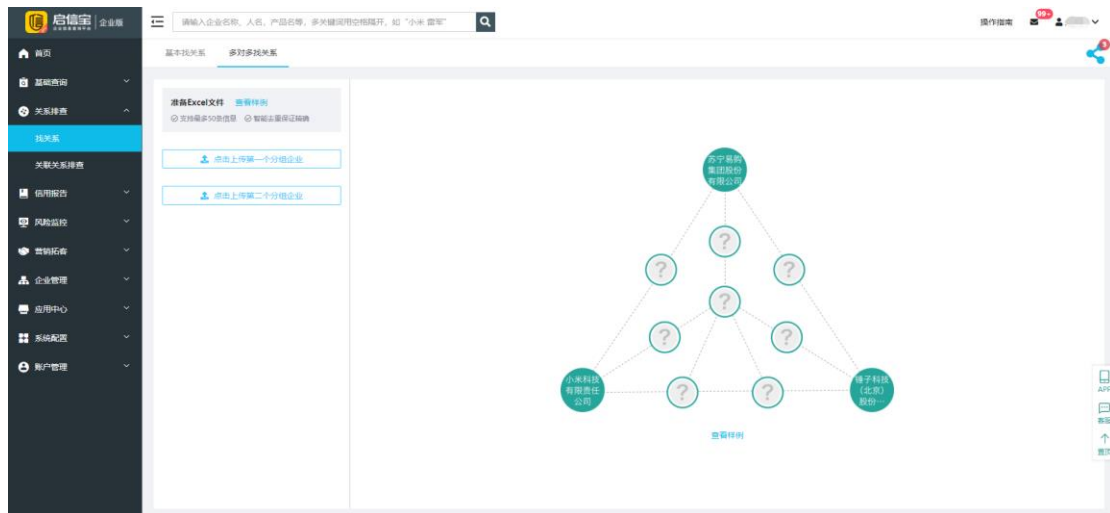 启信宝 企业版
请输入企业名称、人名、产品名等，多关键词用空格隔开，如 “小米 雷军”
操作指南
99+
首页
基本找关系 多对多找关系
3
基础查询
准备Excel文件 查看样例
支持最多50条信息 智能去重保证精确
关系排查
找关系
点击上传第一个分组企业
关联关系排查
点击上传第二个分组企业
信用报告
风险监控
营销拓客
企业管理
应用中心
系统配置
账户管理
苏宁易购
集团股份
有限公司
?
? ?
?
? ?
? ?
小米科技
有限责任
公司
锤子科技
（北京）
股份…
查看样例
APP
客服
置顶